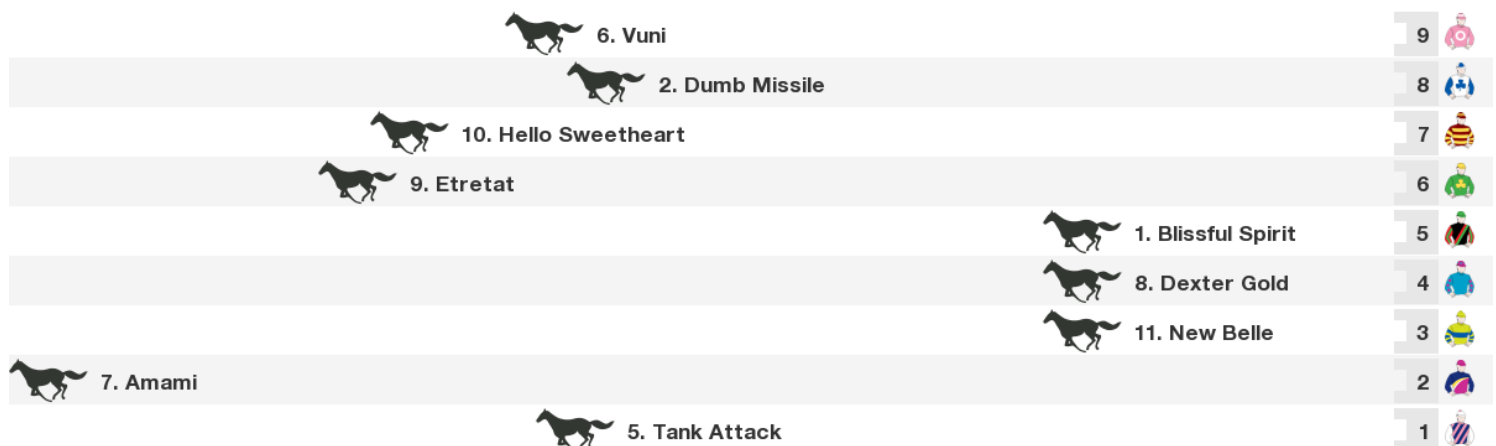 6. Vuni 9
2. Dumb Missile 8
10. Hello Sweetheart 7
9. Etretat 6
1. Blissful Spirit 5
8. Dexter Gold 4
11. New Belle 3
7. Amami 2
5. Tank Attack 1